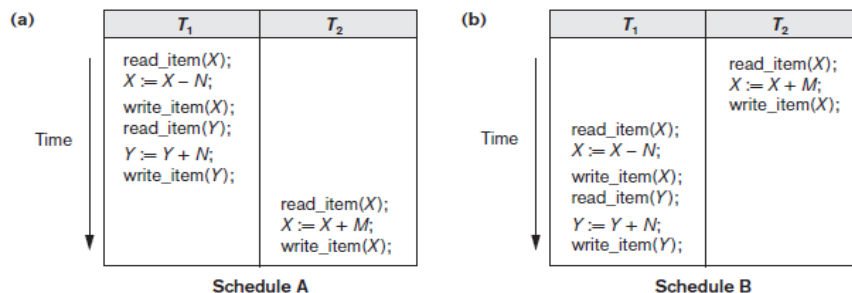 (a)
T1
T2
Time
read_item(X);
X := X – N;
write_item(X);
read_item(Y);
Y := Y + N;
write_item(Y);
read_item(X);
X := X + M;
write_item(X);
Schedule A
(b)
T1
T2
Time
read_item(X);
X := X + M;
write_item(X);
read_item(X);
X := X – N;
write_item(X);
read_item(Y);
Y := Y + N;
write_item(Y);
Schedule B